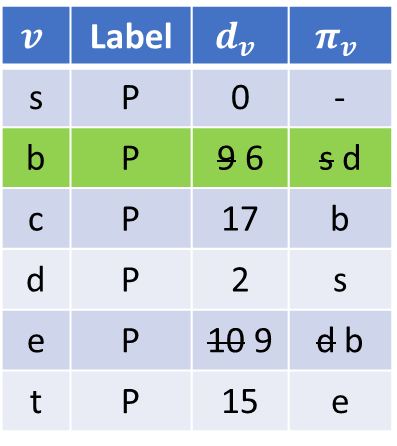 v Label dᵥ πᵥ
s P 0 -
b P 9 6 s d
c P 17 b
d P 2 s
e P 10 9 d b
t P 15 e